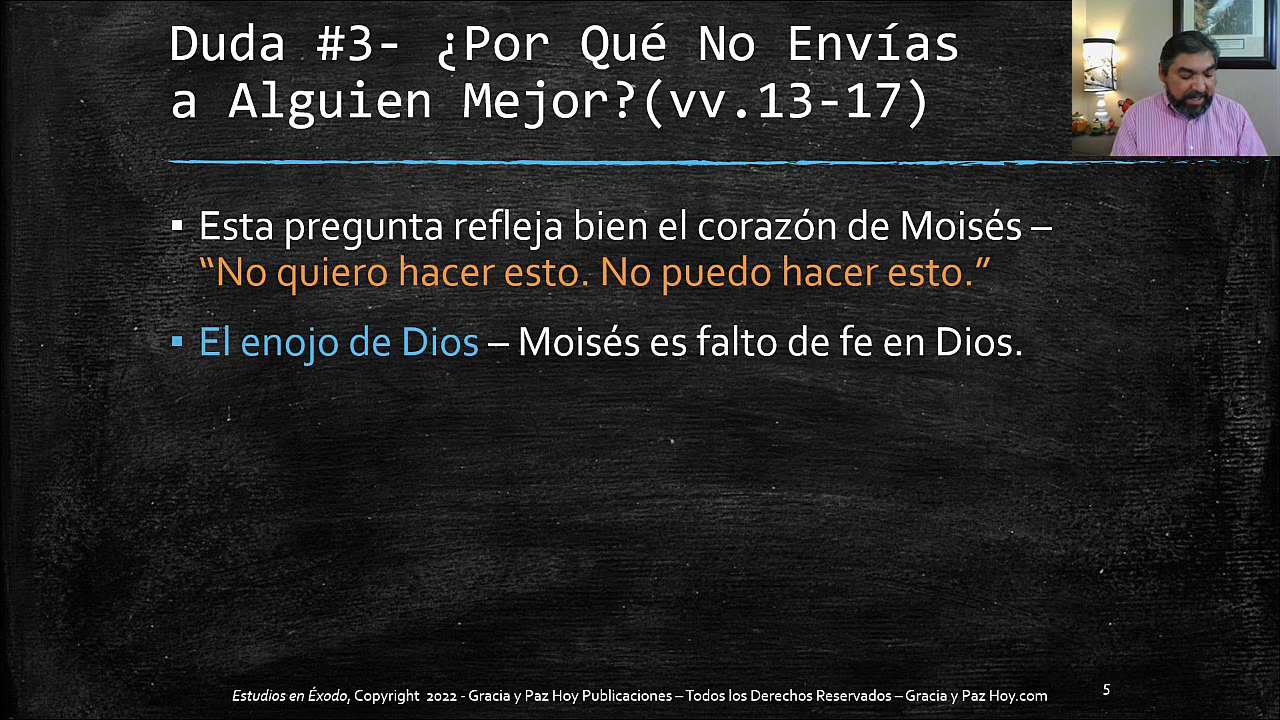 Duda #3- ¿Por Qué No Envías
a Alguien Mejor?(vv.13-17)
▪ Esta pregunta refleja bien el corazón de Moisés –
“No quiero hacer esto. No puedo hacer esto.”
▪ El enojo de Dios – Moisés es falto de fe en Dios.
Estudios en Éxodo, Copyright 2022 - Gracia y Paz Hoy Publicaciones – Todos los Derechos Reservados – Gracia y Paz Hoy.com
5